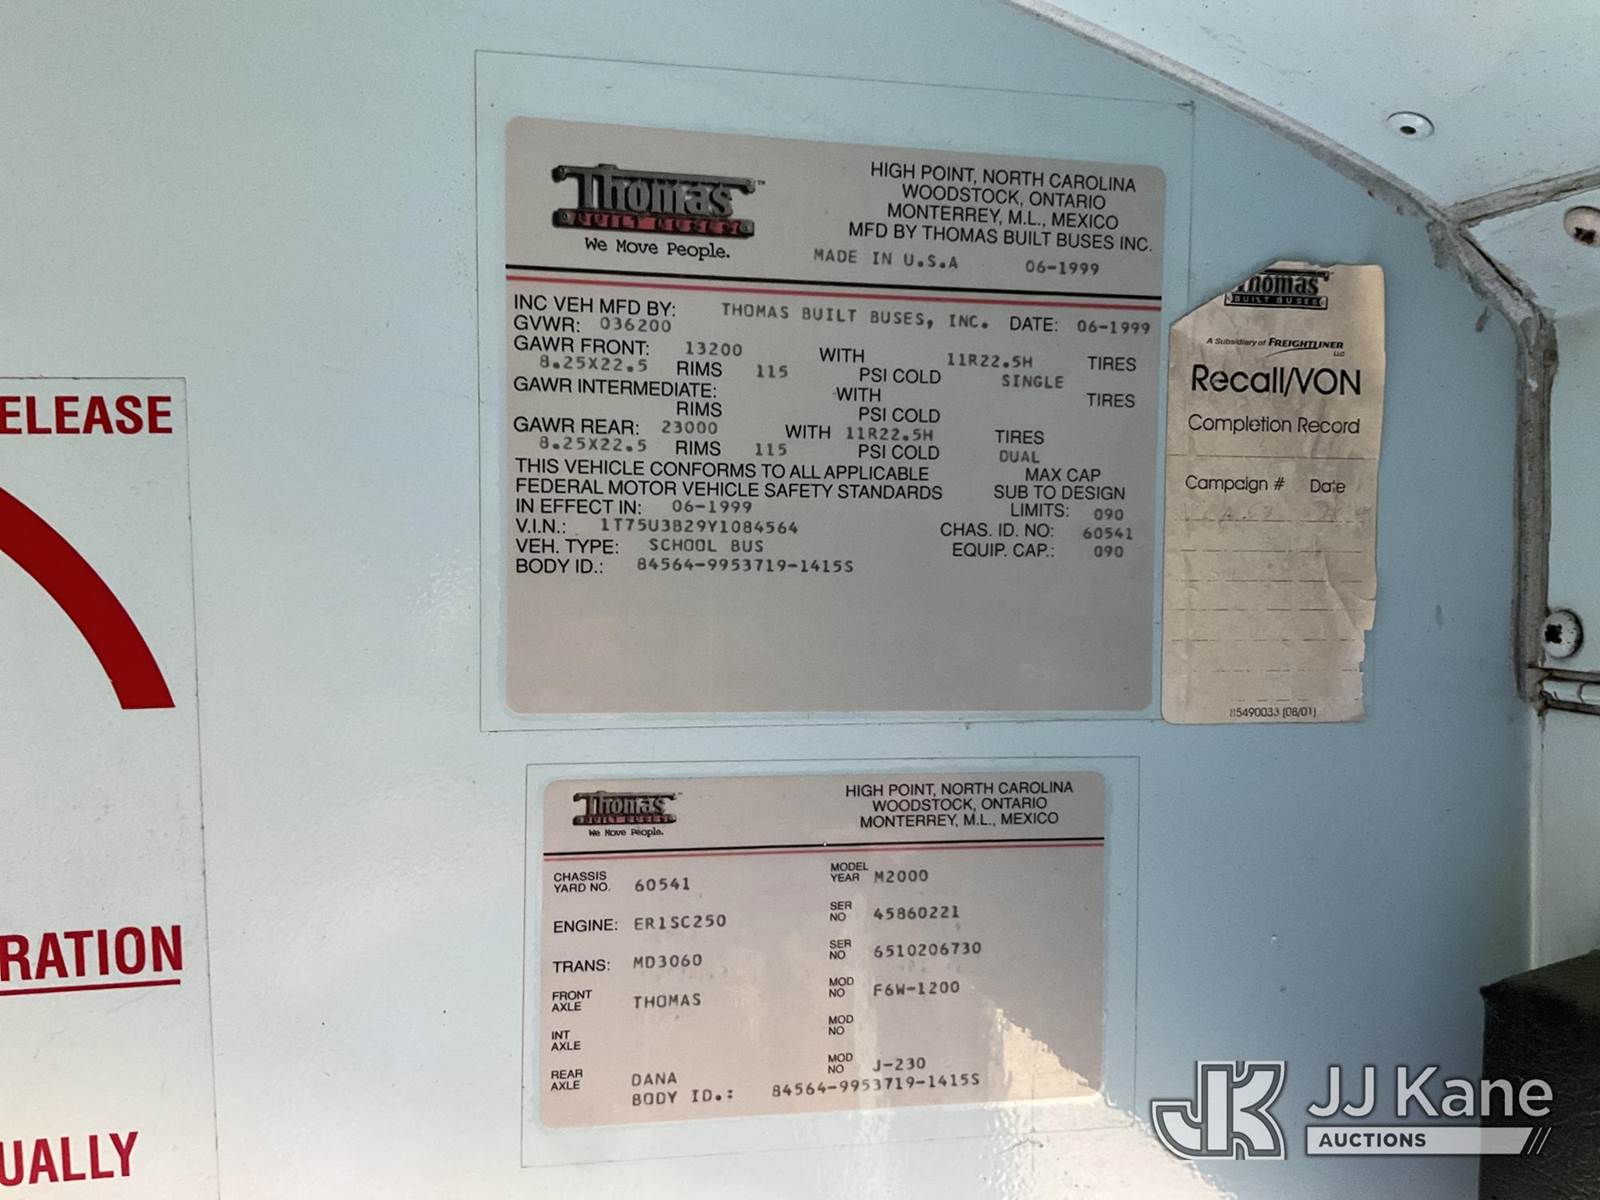 Thomas™
BUILT BUSES
We Move People.
HIGH POINT, NORTH CAROLINA
WOODSTOCK, ONTARIO
MONTERREY, M.L., MEXICO
MFD BY THOMAS BUILT BUSES INC.
MADE IN U.S.A 06-1999
INC VEH MFD BY: THOMAS BUILT BUSES, INC. DATE: 06-1999
GVWR: 036200
GAWR FRONT: 13200 WITH 11R22.5H TIRES
8.25X22.5 RIMS 115 PSI COLD SINGLE
GAWR INTERMEDIATE: WITH TIRES
RIMS PSI COLD
GAWR REAR: 23000 WITH 11R22.5H TIRES
8.25X22.5 RIMS 115 PSI COLD DUAL
THIS VEHICLE CONFORMS TO ALL APPLICABLE MAX CAP
FEDERAL MOTOR VEHICLE SAFETY STANDARDS SUB TO DESIGN
IN EFFECT IN: 06-1999 LIMITS: 090
V.I.N.: 1T75U3B29Y1084564 CHAS. ID. NO: 60541
VEH. TYPE: SCHOOL BUS EQUIP. CAP.: 090
BODY ID.: 84564-9953719-1415S
Thomas
BUILT BUSES
A Subsidiary of FREIGHTLINER
LLC
Recall/VON
Completion Record
Campaign # Date
85490033 (08/01)
ELEASE
RATION
UALLY
Thomas™
BUILT BUSES
We Move People.
HIGH POINT, NORTH CAROLINA
WOODSTOCK, ONTARIO
MONTERREY, M.L., MEXICO
CHASSIS YARD NO. 60541 MODEL YEAR M2000
ENGINE: ER1SC250 SER NO 45860221
TRANS: MD3060 SER NO 6510206730
FRONT AXLE THOMAS MOD NO F6W-1200
INT AXLE MOD NO
REAR AXLE DANA MOD NO J-230
BODY ID.: 84564-9953719-1415S
JK JJ Kane
AUCTIONS